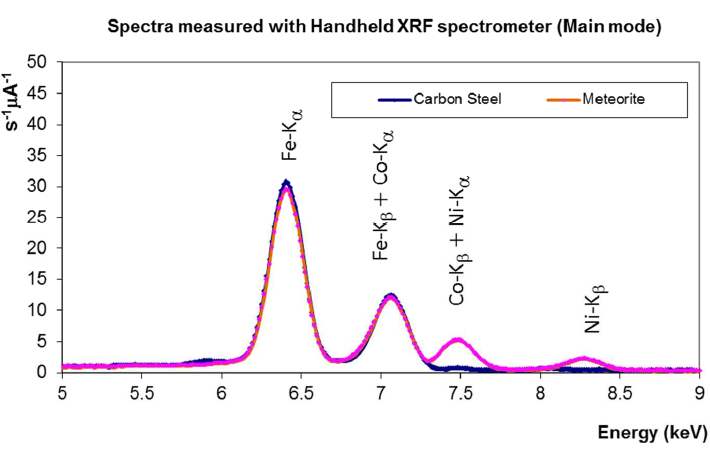 Spectra measured with Handheld XRF spectrometer (Main mode)
s⁻¹µA⁻¹
50
45
40
35
30
25
20
15
10
5
0
Carbon Steel
Meteorite
Fe-Kα
Fe-Kβ + Co-Kα
Co-Kβ + Ni-Kα
Ni-Kβ
5
5.5
6
6.5
7
7.5
8
8.5
9
Energy (keV)